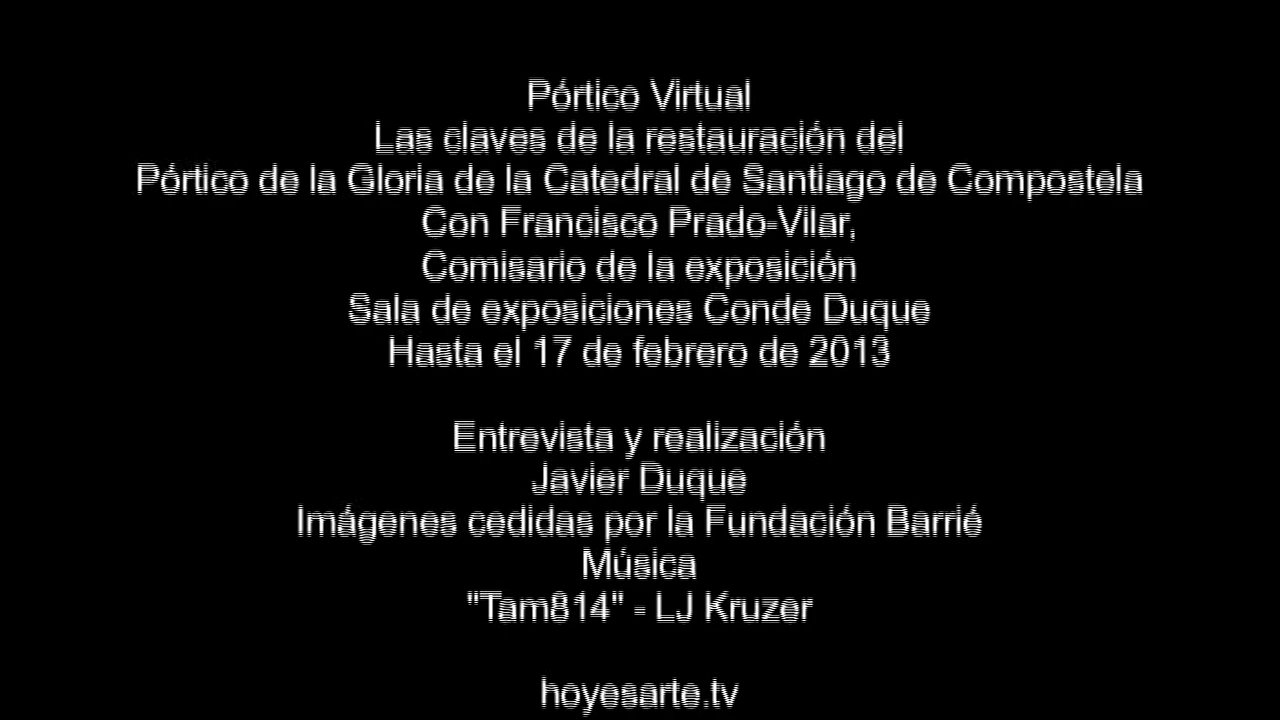 Pórtico Virtual
Las claves de la restauración del
Pórtico de la Gloria de la Catedral de Santiago de Compostela
Con Francisco Prado-Vilar,
Comisario de la exposición
Sala de exposiciones Conde Duque
Hasta el 17 de febrero de 2013
Entrevista y realización
Javier Duque
Imágenes cedidas por la Fundación Barrié
Música
"Tam814" - LJ Kruzer
hoyesarte.tv